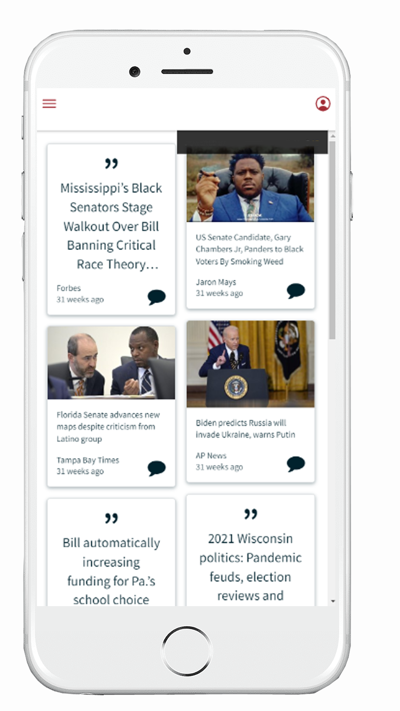 ”
Mississippi's Black
Senators Stage
Walkout Over Bill
Banning Critical
Race Theory…
Forbes
31 weeks ago
US Senate Candidate, Gary
Chambers Jr, Panders to Black
Voters By Smoking Weed
Jaron Mays
31 weeks ago
Florida Senate advances new
maps despite criticism from
Latino group
Tampa Bay Times
31 weeks ago
Biden predicts Russia will
invade Ukraine, warns Putin
AP News
31 weeks ago
”
Bill automatically
increasing
funding for Pa.'s
school choice
”
2021 Wisconsin
politics: Pandemic
feuds, election
reviews and